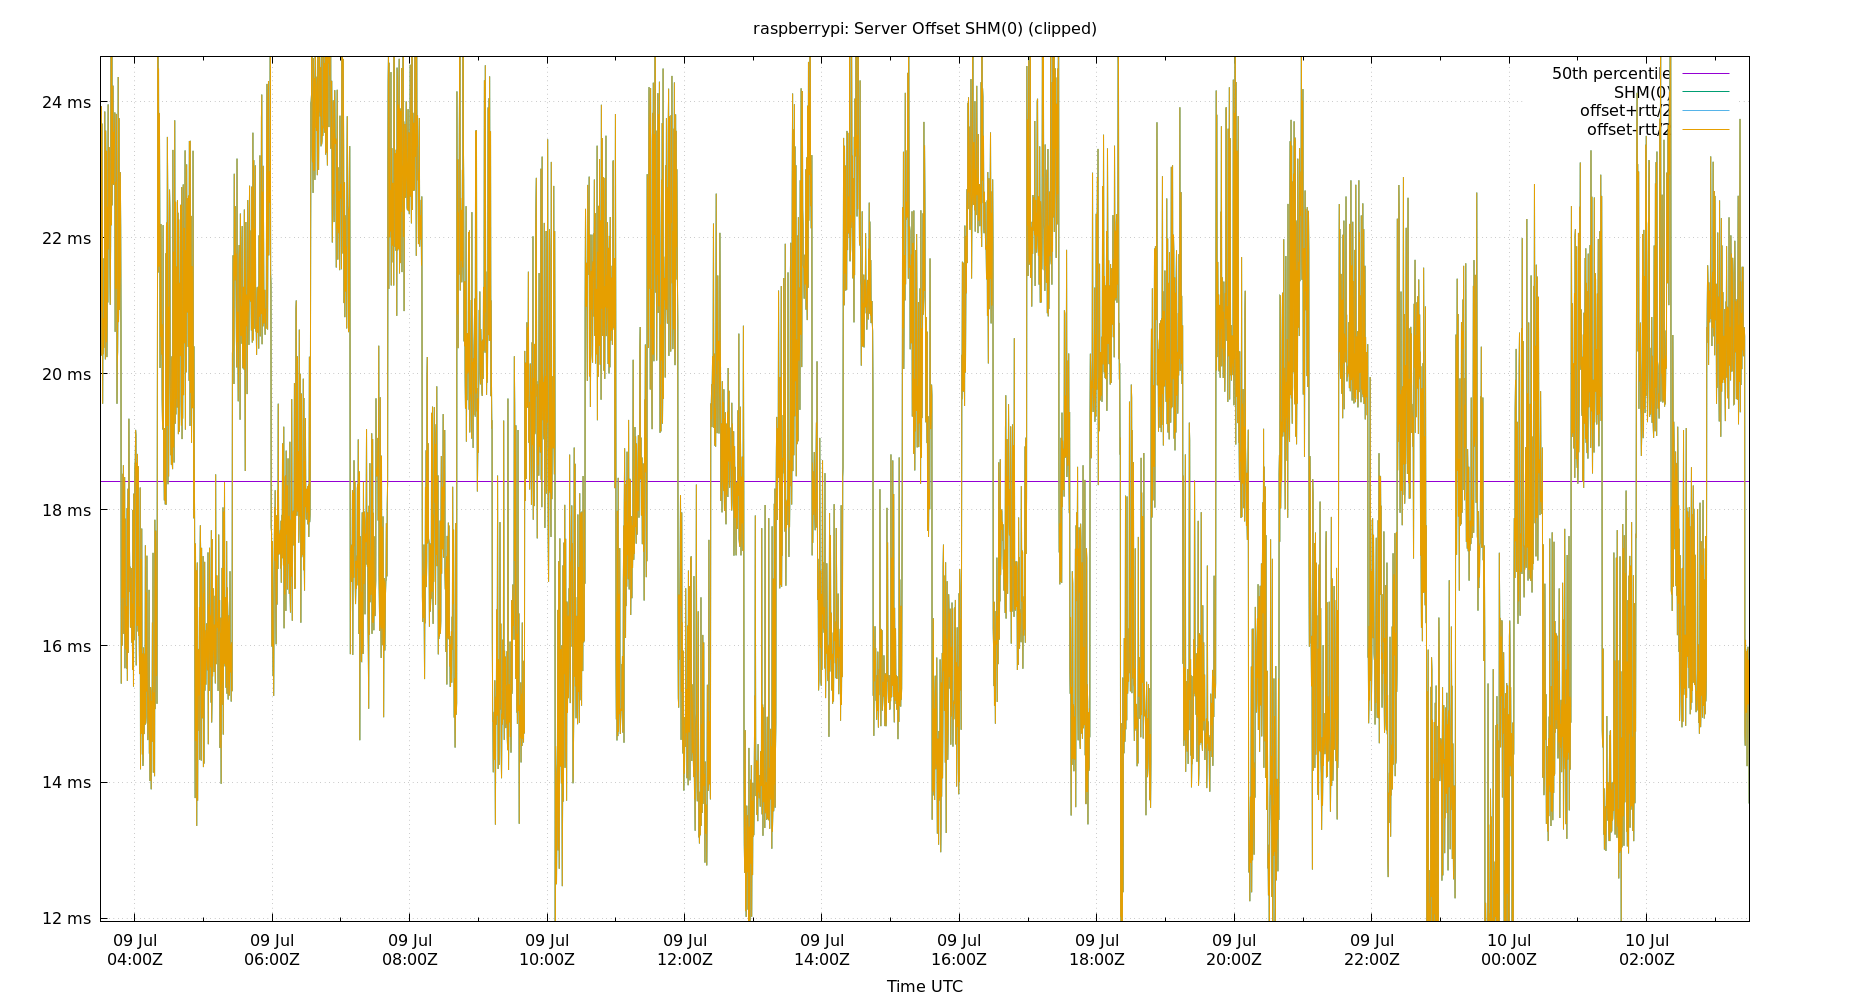 raspberrypi: Server Offset SHM(0) (clipped)
50th percentile
SHM(0)
offset+rtt/2
offset-rtt/2
24 ms
22 ms
20 ms
18 ms
16 ms
14 ms
12 ms
09 Jul 09 Jul 09 Jul 09 Jul 09 Jul 09 Jul 09 Jul 09 Jul 09 Jul 09 Jul 10 Jul 10 Jul
04:00Z 06:00Z 08:00Z 10:00Z 12:00Z 14:00Z 16:00Z 18:00Z 20:00Z 22:00Z 00:00Z 02:00Z
Time UTC